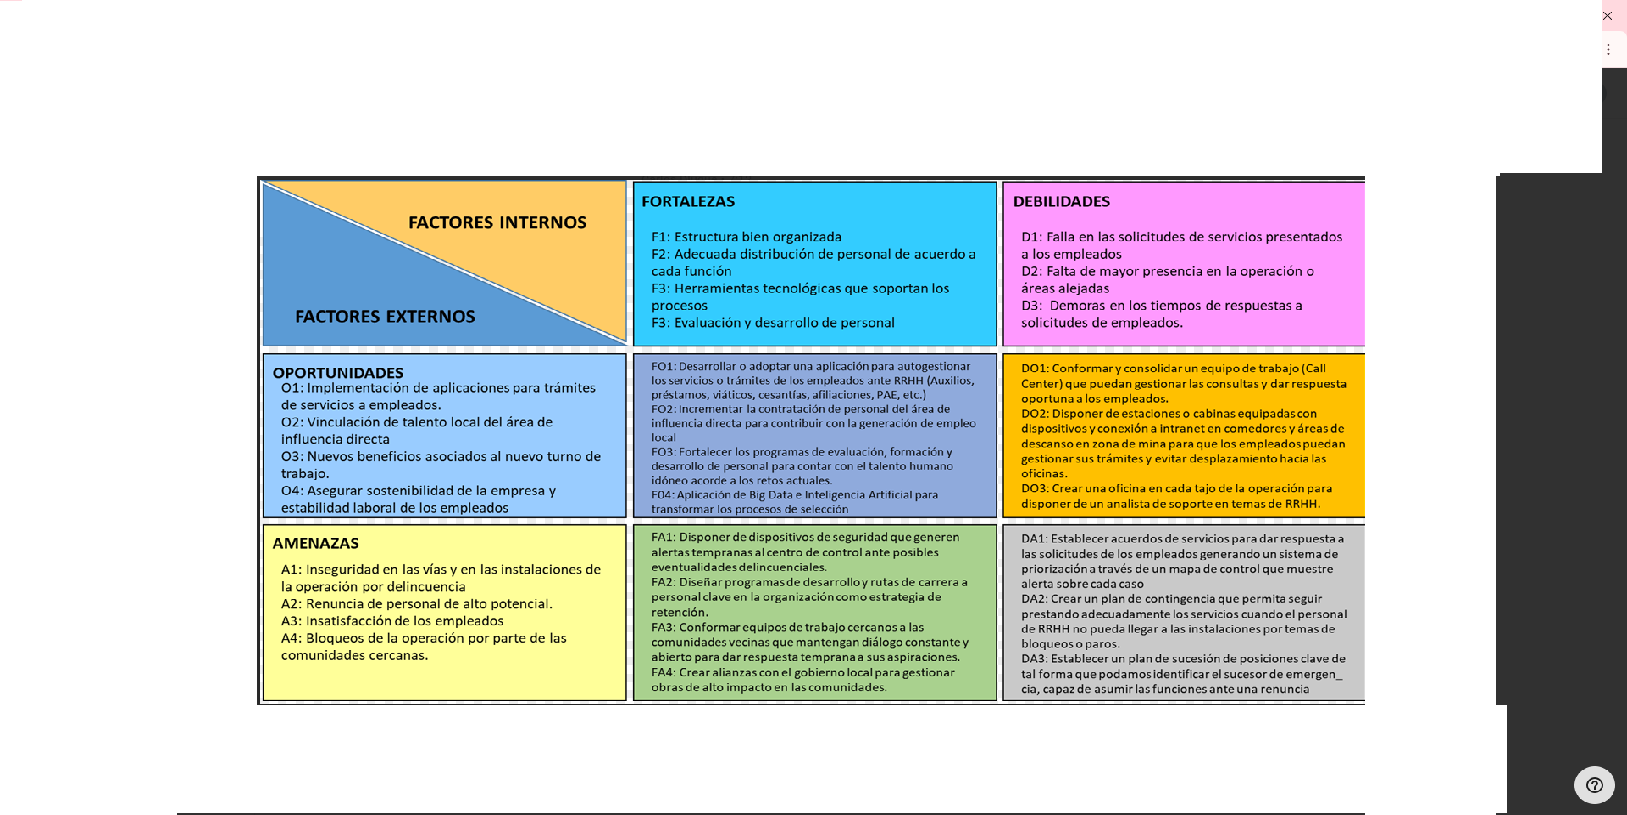 FACTORES INTERNOS
FACTORES EXTERNOS
FORTALEZAS
F1: Estructura bien organizada
F2: Adecuada distribución de personal de acuerdo a
cada función
F3: Herramientas tecnológicas que soportan los
procesos
F3: Evaluación y desarrollo de personal
DEBILIDADES
D1: Falla en las solicitudes de servicios presentados
a los empleados
D2: Falta de mayor presencia en la operación o
áreas alejadas
D3: Demoras en los tiempos de respuestas a
solicitudes de empleados.
OPORTUNIDADES
O1: Implementación de aplicaciones para trámites
de servicios a empleados.
O2: Vinculación de talento local del área de
influencia directa
O3: Nuevos beneficios asociados al nuevo turno de
trabajo.
O4: Asegurar sostenibilidad de la empresa y
estabilidad laboral de los empleados
FO1: Desarrollar o adoptar una aplicación para autogestionar
los servicios o trámites de los empleados ante RRHH (Auxilios,
préstamos, viáticos, cesantías, afiliaciones, PAE, etc.)
FO2: Incrementar la contratación de personal del área de
influencia directa para contribuir con la generación de empleo
local
FO3: Fortalecer los programas de evaluación, formación y
desarrollo de personal para contar con el talento humano
idóneo acorde a los retos actuales.
F04: Aplicación de Big Data e Inteligencia Artificial para
transformar los procesos de selección
DO1: Conformar y consolidar un equipo de trabajo (Call
Center) que puedan gestionar las consultas y dar respuesta
oportuna a los empleados.
DO2: Disponer de estaciones o cabinas equipadas con
dispositivos y conexión a intranet en comedores y áreas de
descanso en zona de mina para que los empleados puedan
gestionar sus trámites y evitar desplazamiento hacia las
oficinas.
DO3: Crear una oficina en cada tajo de la operación para
disponer de un analista de soporte en temas de RRHH.
AMENAZAS
A1: Inseguridad en las vías y en las instalaciones de
la operación por delincuencia
A2: Renuncia de personal de alto potencial.
A3: Insatisfacción de los empleados
A4: Bloqueos de la operación por parte de las
comunidades cercanas.
FA1: Disponer de dispositivos de seguridad que generen
alertas tempranas al centro de control ante posibles
eventualidades delincuenciales.
FA2: Diseñar programas de desarrollo y rutas de carrera a
personal clave en la organización como estrategia de
retención.
FA3: Conformar equipos de trabajo cercanos a las
comunidades vecinas que mantengan diálogo constante y
abierto para dar respuesta temprana a sus aspiraciones.
FA4: Crear alianzas con el gobierno local para gestionar
obras de alto impacto en las comunidades.
DA1: Establecer acuerdos de servicios para dar respuesta a
las solicitudes de los empleados generando un sistema de
priorización a través de un mapa de control que muestre
alerta sobre cada caso
DA2: Crear un plan de contingencia que permita seguir
prestando adecuadamente los servicios cuando el personal
de RRHH no pueda llegar a las instalaciones por temas de
bloqueos o paros.
DA3: Establecer un plan de sucesión de posiciones clave de
tal forma que podamos identificar el sucesor de emergen_
cia, capaz de asumir las funciones ante una renuncia